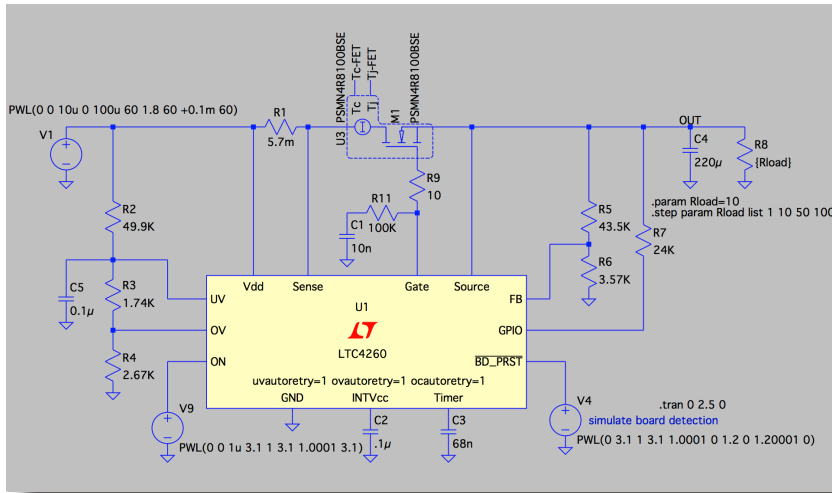 PSMN4R8100BSE
Tc-FET
Tj-FET
PSMN4R8100BSE
Tc
Tj
M1
U3
PWL(0 0 10u 0 100u 60 1.8 60 +0.1m 60)
V1
R1
5.7m
OUT
C4
220µ
R8
{Rload}
R9
10
R11
100K
C1
10n
R2
49.9K
R5
43.5K
.param Rload=10
.step param Rload list 1 10 50 100
R7
24K
R6
3.57K
C5
0.1µ
R3
1.74K
R4
2.67K
Vdd
Sense
Gate
Source
UV
U1
FB
OV
GPIO
LTC4260
ON
BD_PRST
uvautoretry=1 ovautoretry=1 ocautoretry=1
GND
INTVcc
Timer
V9
PWL(0 0 1u 3.1 1 3.1 1.0001 3.1)
C2
.1µ
C3
68n
V4
.tran 0 2.5 0
simulate board detection
PWL(0 3.1 1 3.1 1.0001 0 1.2 0 1.20001 0)